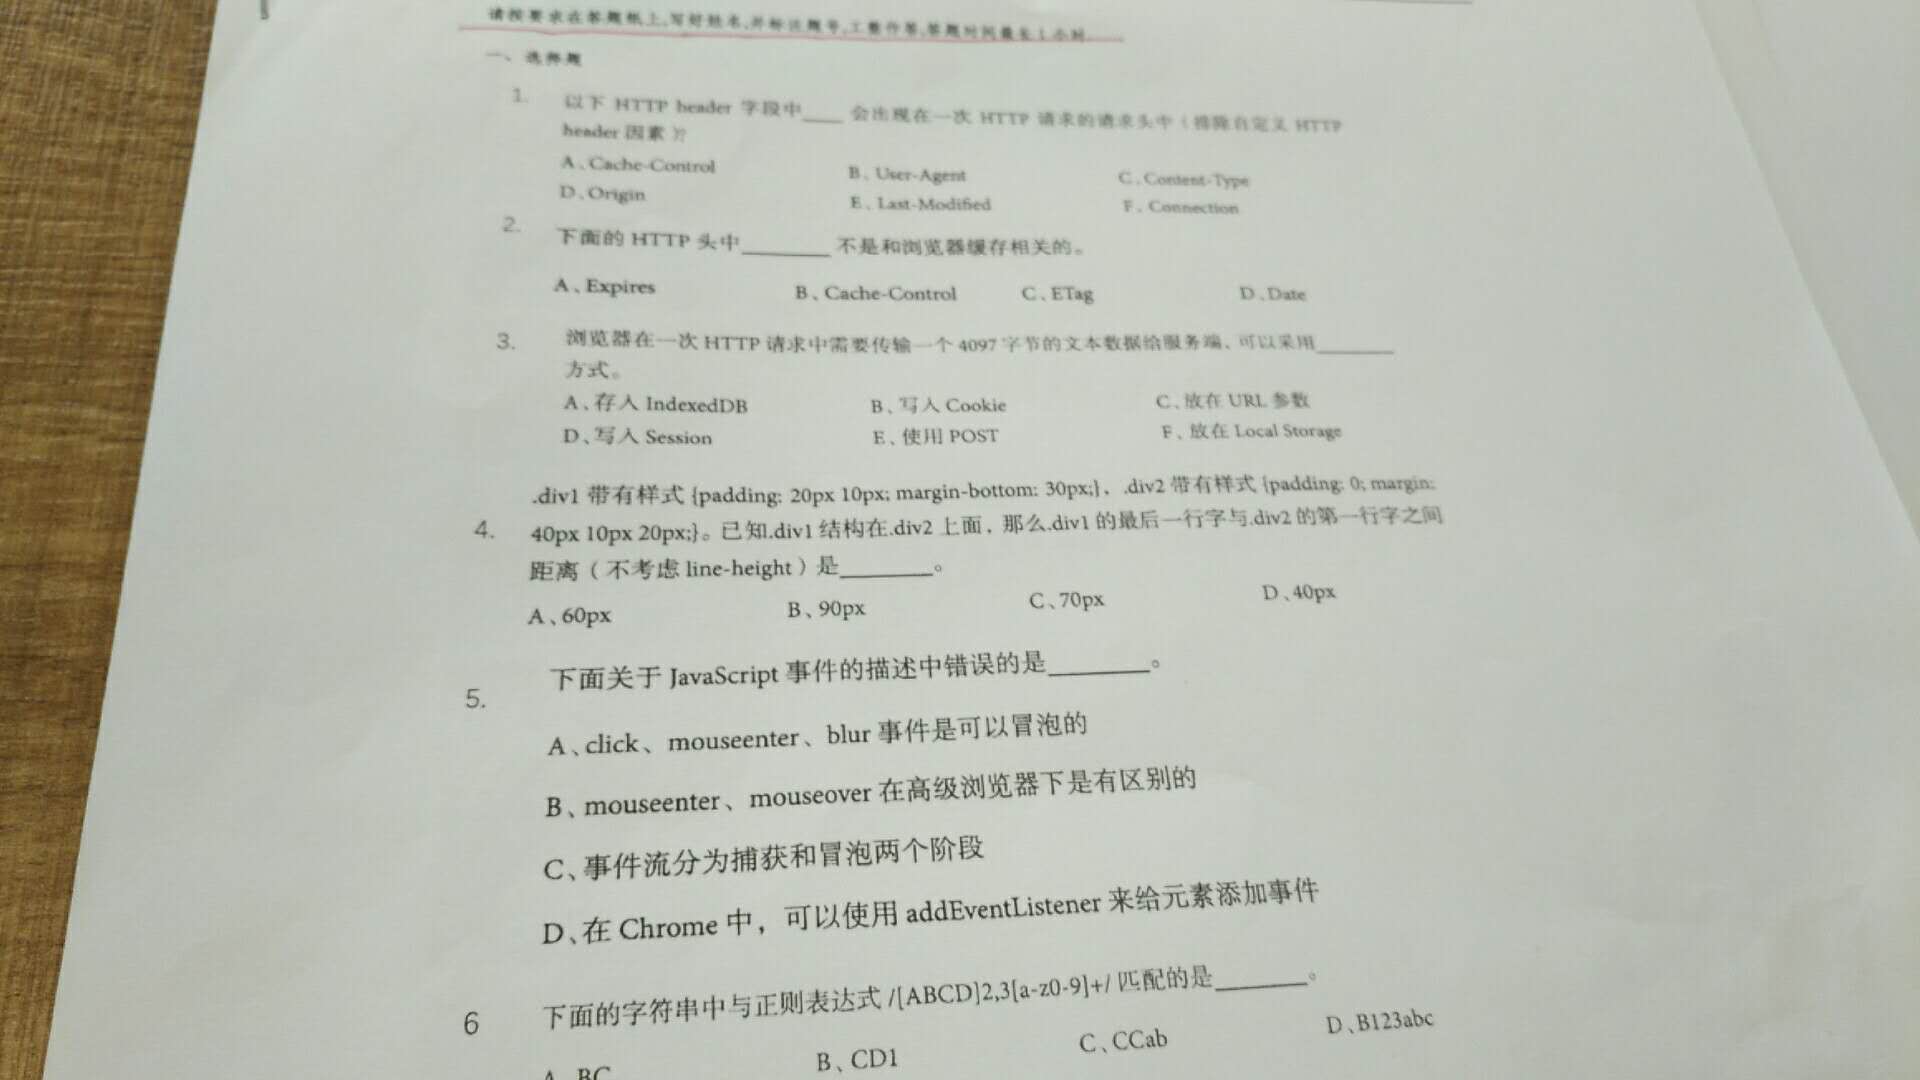 请按要求在答题纸上,写好姓名,并标注题号,工整作答,答题时间最长1小时.
一、选择题
1. 以下 HTTP header 字段中____ 会出现在一次 HTTP 请求的请求头中（排除自定义 HTTP
header 因素）？
A、Cache-Control B、User-Agent C、Content-Type
D、Origin E、Last-Modified F、Connection
2. 下面的 HTTP 头中________ 不是和浏览器缓存相关的。
A、Expires B、Cache-Control C、ETag D、Date
3. 浏览器在一次 HTTP 请求中需要传输一个 4097 字节的文本数据给服务端，可以采用_______
方式。
A、存入 IndexedDB B、写入 Cookie C、放在 URL 参数
D、写入 Session E、使用 POST F、放在 Local Storage
.div1 带有样式 {padding: 20px 10px; margin-bottom: 30px;}，.div2 带有样式 {padding: 0; margin:
4. 40px 10px 20px;}。已知.div1 结构在.div2 上面，那么.div1 的最后一行字与.div2 的第一行字之间
距离（不考虑 line-height）是________。
A、60px B、90px C、70px D、40px
5. 下面关于 JavaScript 事件的描述中错误的是________。
A、click、mouseenter、blur 事件是可以冒泡的
B、mouseenter、mouseover 在高级浏览器下是有区别的
C、事件流分为捕获和冒泡两个阶段
D、在 Chrome 中，可以使用 addEventListener 来给元素添加事件
6 下面的字符串中与正则表达式 /[ABCD]2,3[a-z0-9]+/ 匹配的是_______。
A、BC B、CD1 C、CCab D、B123abc